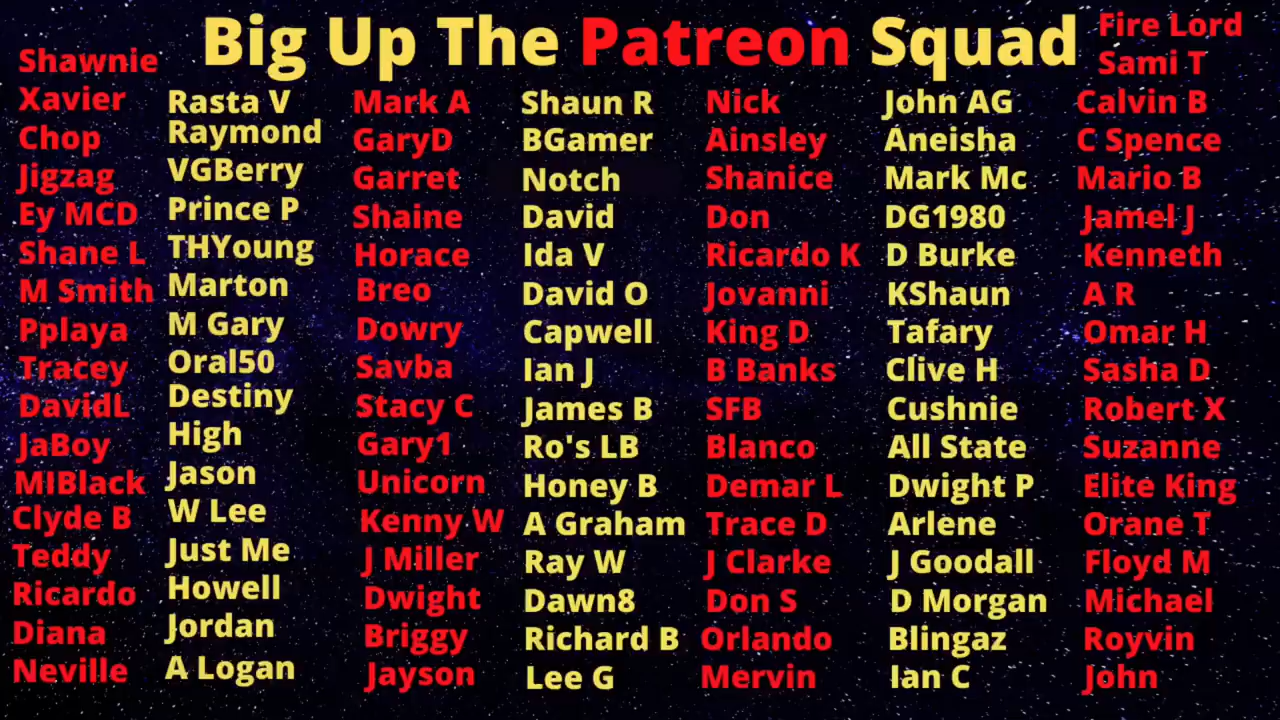 Big Up The Patreon Squad
Shawnie
Xavier
Chop
Jigzag
Ey MCD
Shane L
M Smith
Pplaya
Tracey
DavidL
JaBoy
MIBlack
Clyde B
Teddy
Ricardo
Diana
Neville
Rasta V
Raymond
VGBerry
Prince P
THYoung
Marton
M Gary
Oral50
Destiny
High
Jason
W Lee
Just Me
Howell
Jordan
A Logan
Mark A
GaryD
Garret
Shaine
Horace
Breo
Dowry
Savba
Stacy C
Gary1
Unicorn
Kenny W
J Miller
Dwight
Briggy
Jayson
Shaun R
BGamer
Notch
David
Ida V
David O
Capwell
Ian J
James B
Ro's LB
Honey B
A Graham
Ray W
Dawn8
Richard B
Lee G
Nick
Ainsley
Shanice
Don
Ricardo K
Jovanni
King D
B Banks
SFB
Blanco
Demar L
Trace D
J Clarke
Don S
Orlando
Mervin
John AG
Aneisha
Mark Mc
DG1980
D Burke
KShaun
Tafary
Clive H
Cushnie
All State
Dwight P
Arlene
J Goodall
D Morgan
Blingaz
Ian C
Fire Lord
Sami T
Calvin B
C Spence
Mario B
Jamel J
Kenneth
A R
Omar H
Sasha D
Robert X
Suzanne
Elite King
Orane T
Floyd M
Michael
Royvin
John